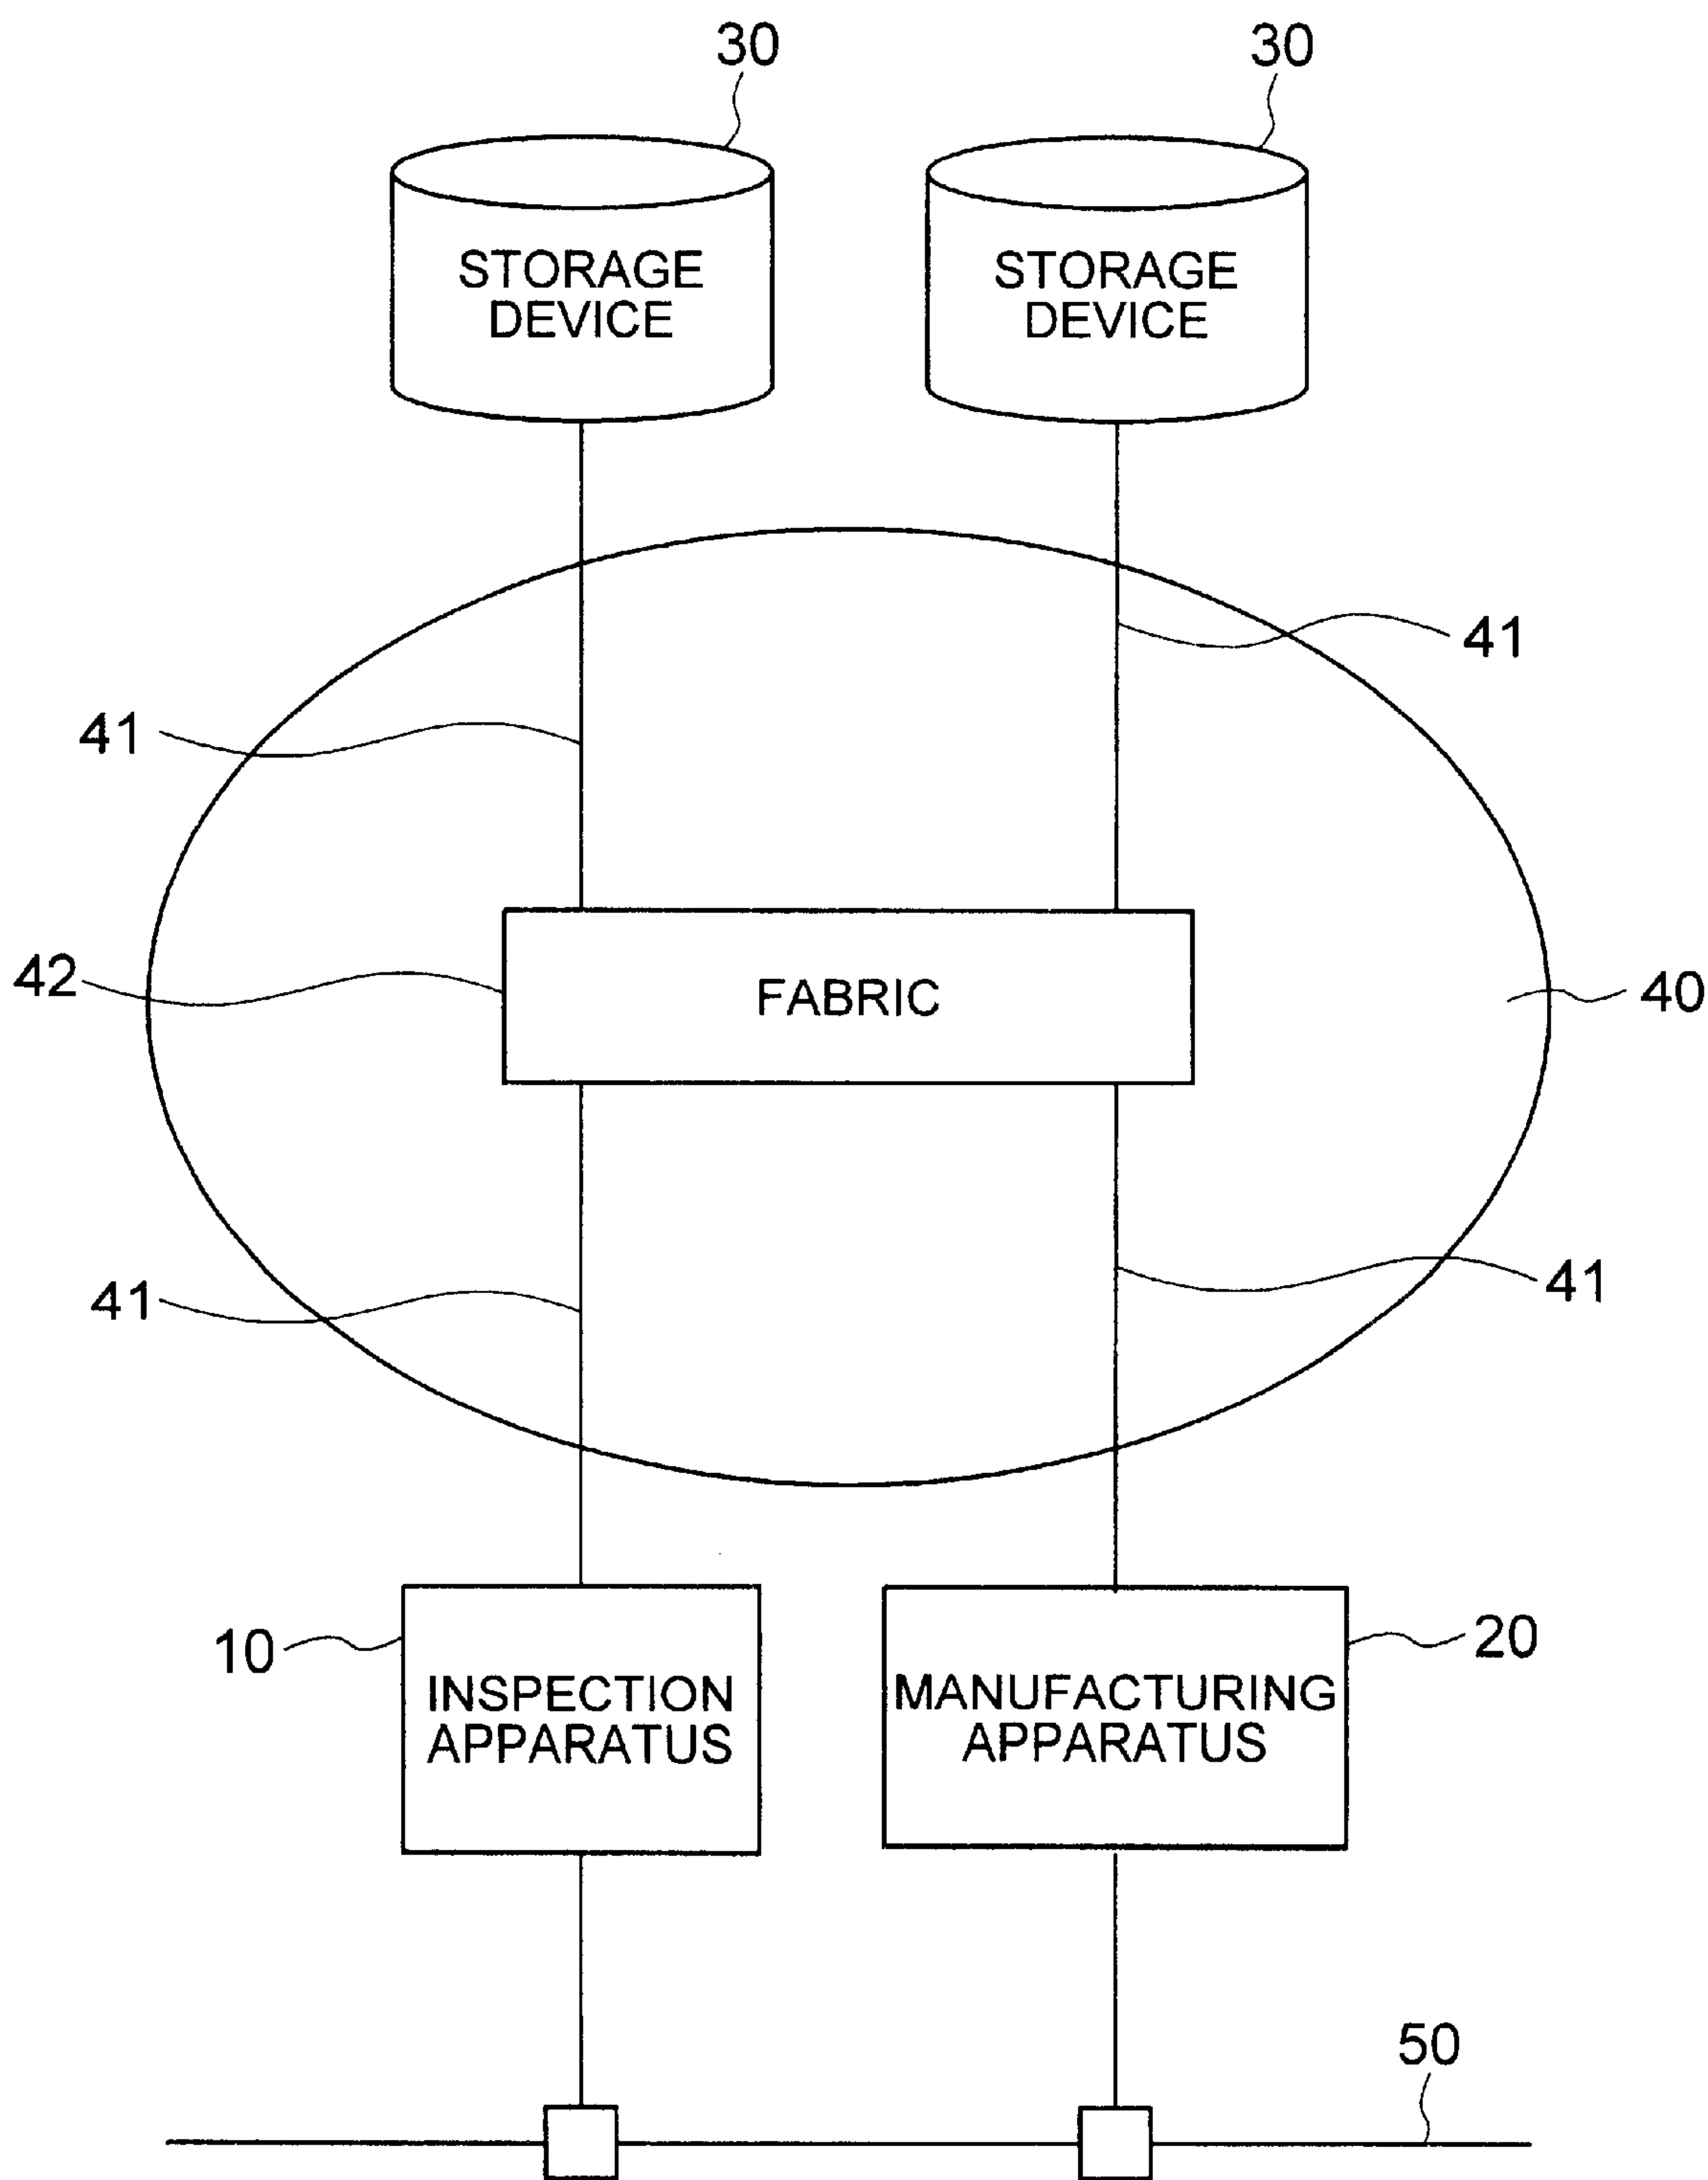 30
30
STORAGE
DEVICE
STORAGE
DEVICE
41
41
42
FABRIC
40
41
41
10
20
INSPECTION
APPARATUS
MANUFACTURING
APPARATUS
50